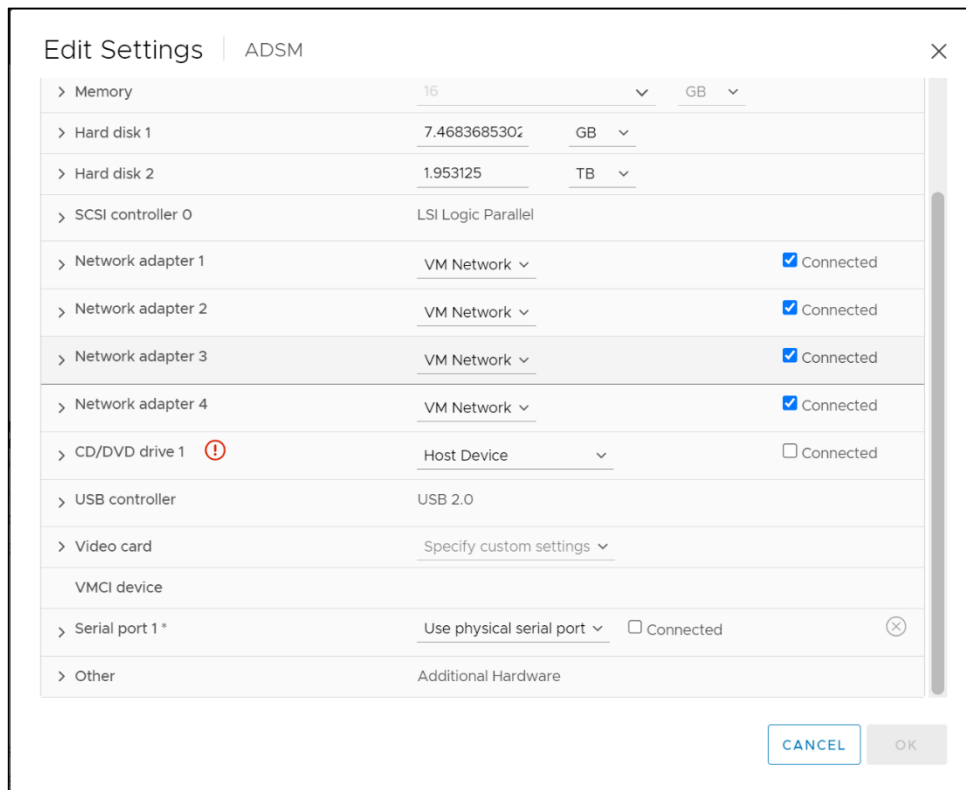 Edit Settings ADSM
Memory 16 GB
Hard disk 1 7.4683685302 GB
Hard disk 2 1.953125 TB
SCSI controller 0 LSI Logic Parallel
Network adapter 1 VM Network Connected
Network adapter 2 VM Network Connected
Network adapter 3 VM Network Connected
Network adapter 4 VM Network Connected
CD/DVD drive 1 Host Device Connected
USB controller USB 2.0
Video card Specify custom settings
VMCI device
Serial port 1 * Use physical serial port Connected
Other Additional Hardware
CANCEL OK